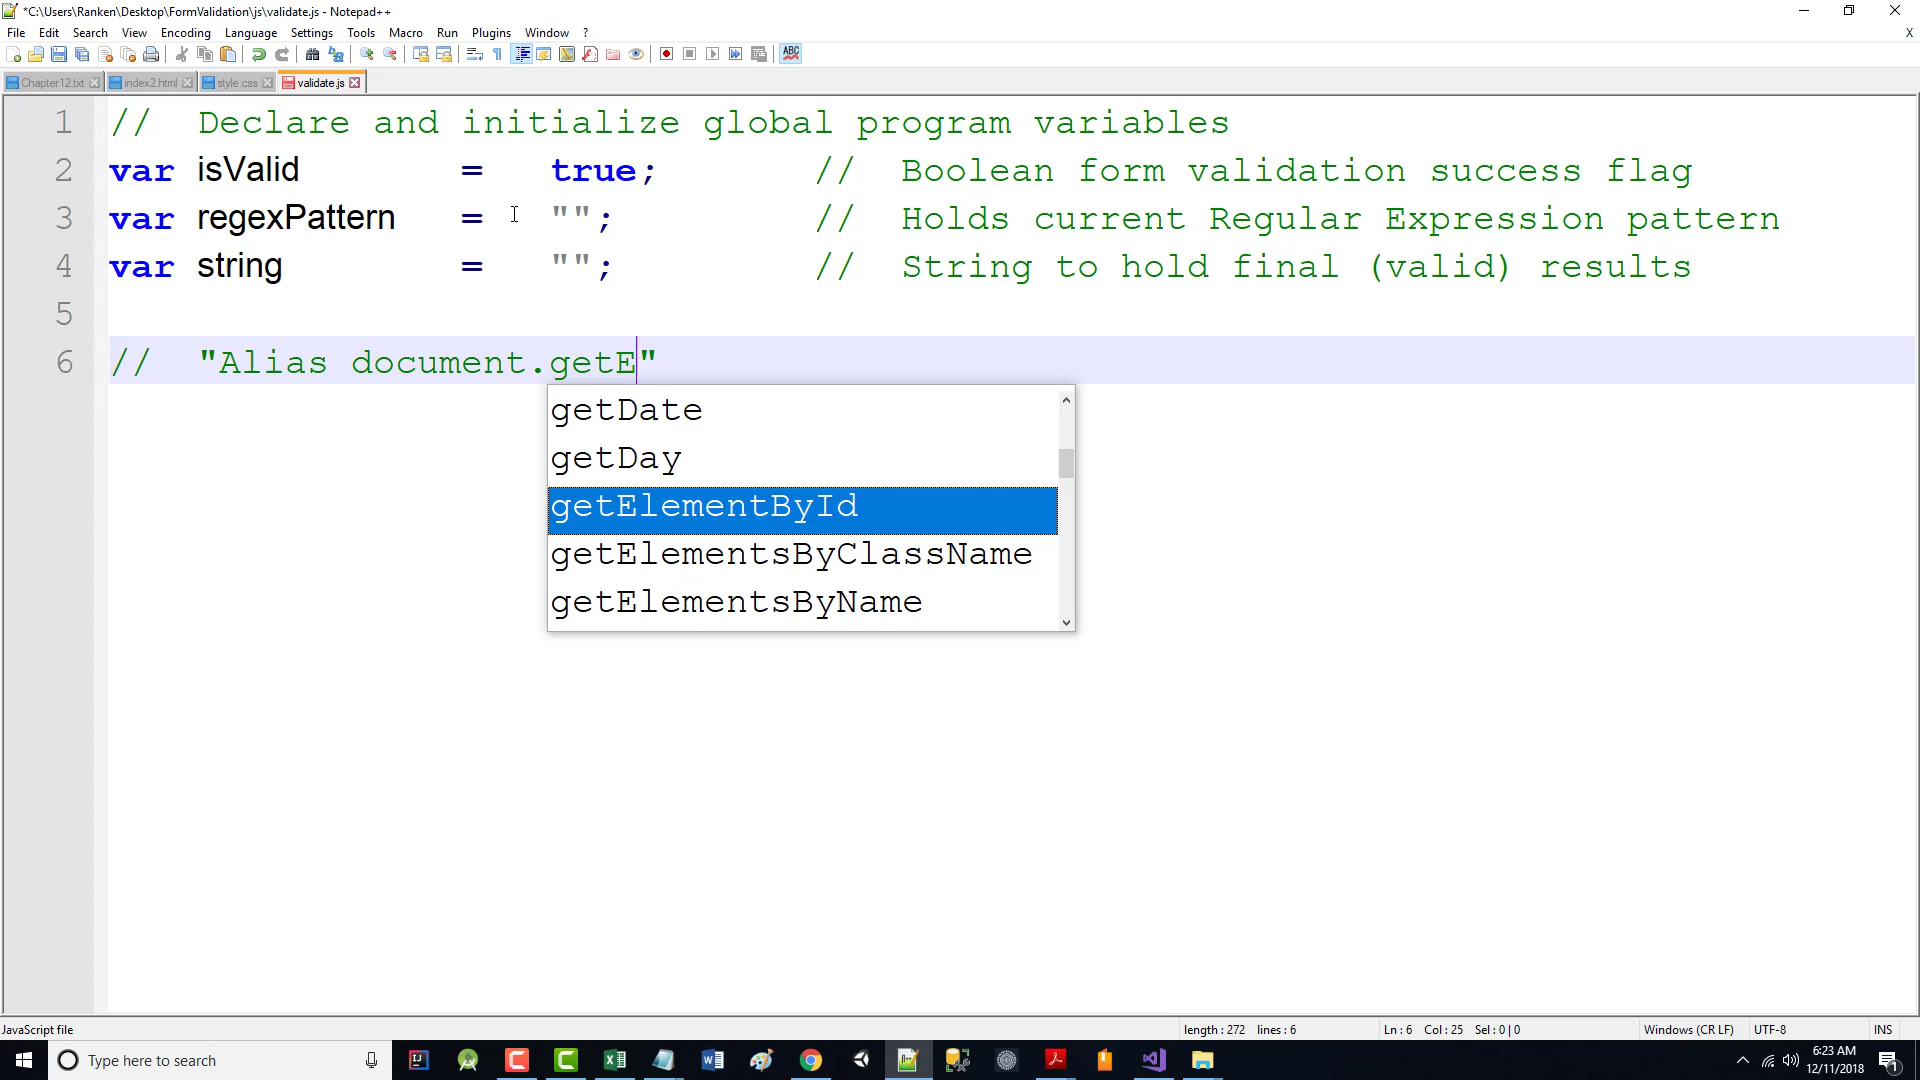 *C:\Users\Ranken\Desktop\FormValidation\js\validate.js - Notepad++
File Edit Search View Encoding Language Settings Tools Macro Run Plugins Window ? X
ABC
Chapter12.txt index2.html style.css validate.js
1 // Declare and initialize global program variables
2 var isValid = true; // Boolean form validation success flag
3 var regexPattern = ""; // Holds current Regular Expression pattern
4 var string = ""; // String to hold final (valid) results
5
6 // "Alias document.getE"
getDate
getDay
getElementById
getElementsByClassName
getElementsByName
JavaScript file length : 272 lines : 6 Ln : 6 Col : 25 Sel : 0 | 0 Windows (CR LF) UTF-8 INS
Type here to search
6:23 AM
12/11/2018